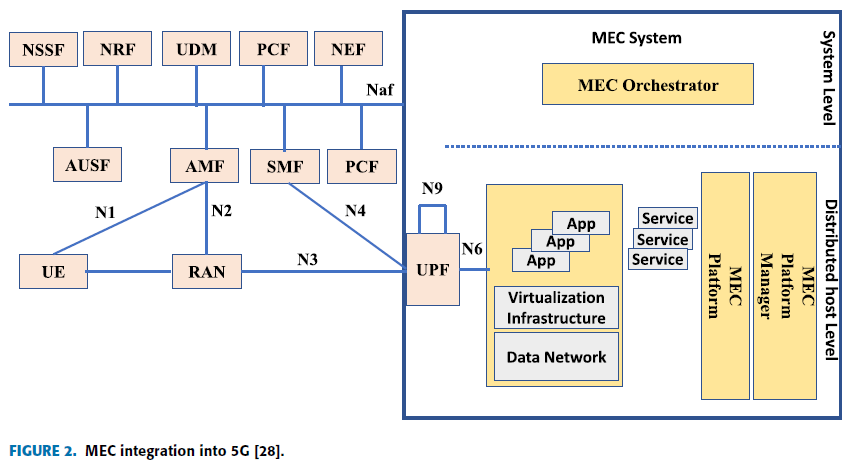 NSSF
NRF
UDM
PCF
NEF
Naf
AUSF
AMF
SMF
PCF
N1
N2
N4
N3
UE
RAN
UPF
N9
N6
MEC System
MEC Orchestrator
System Level
App
App
App
Virtualization
Infrastructure
Data Network
Service
Service
Service
MEC
Platform
MEC
Platform
Manager
Distributed host Level
FIGURE 2. MEC integration into 5G [28].